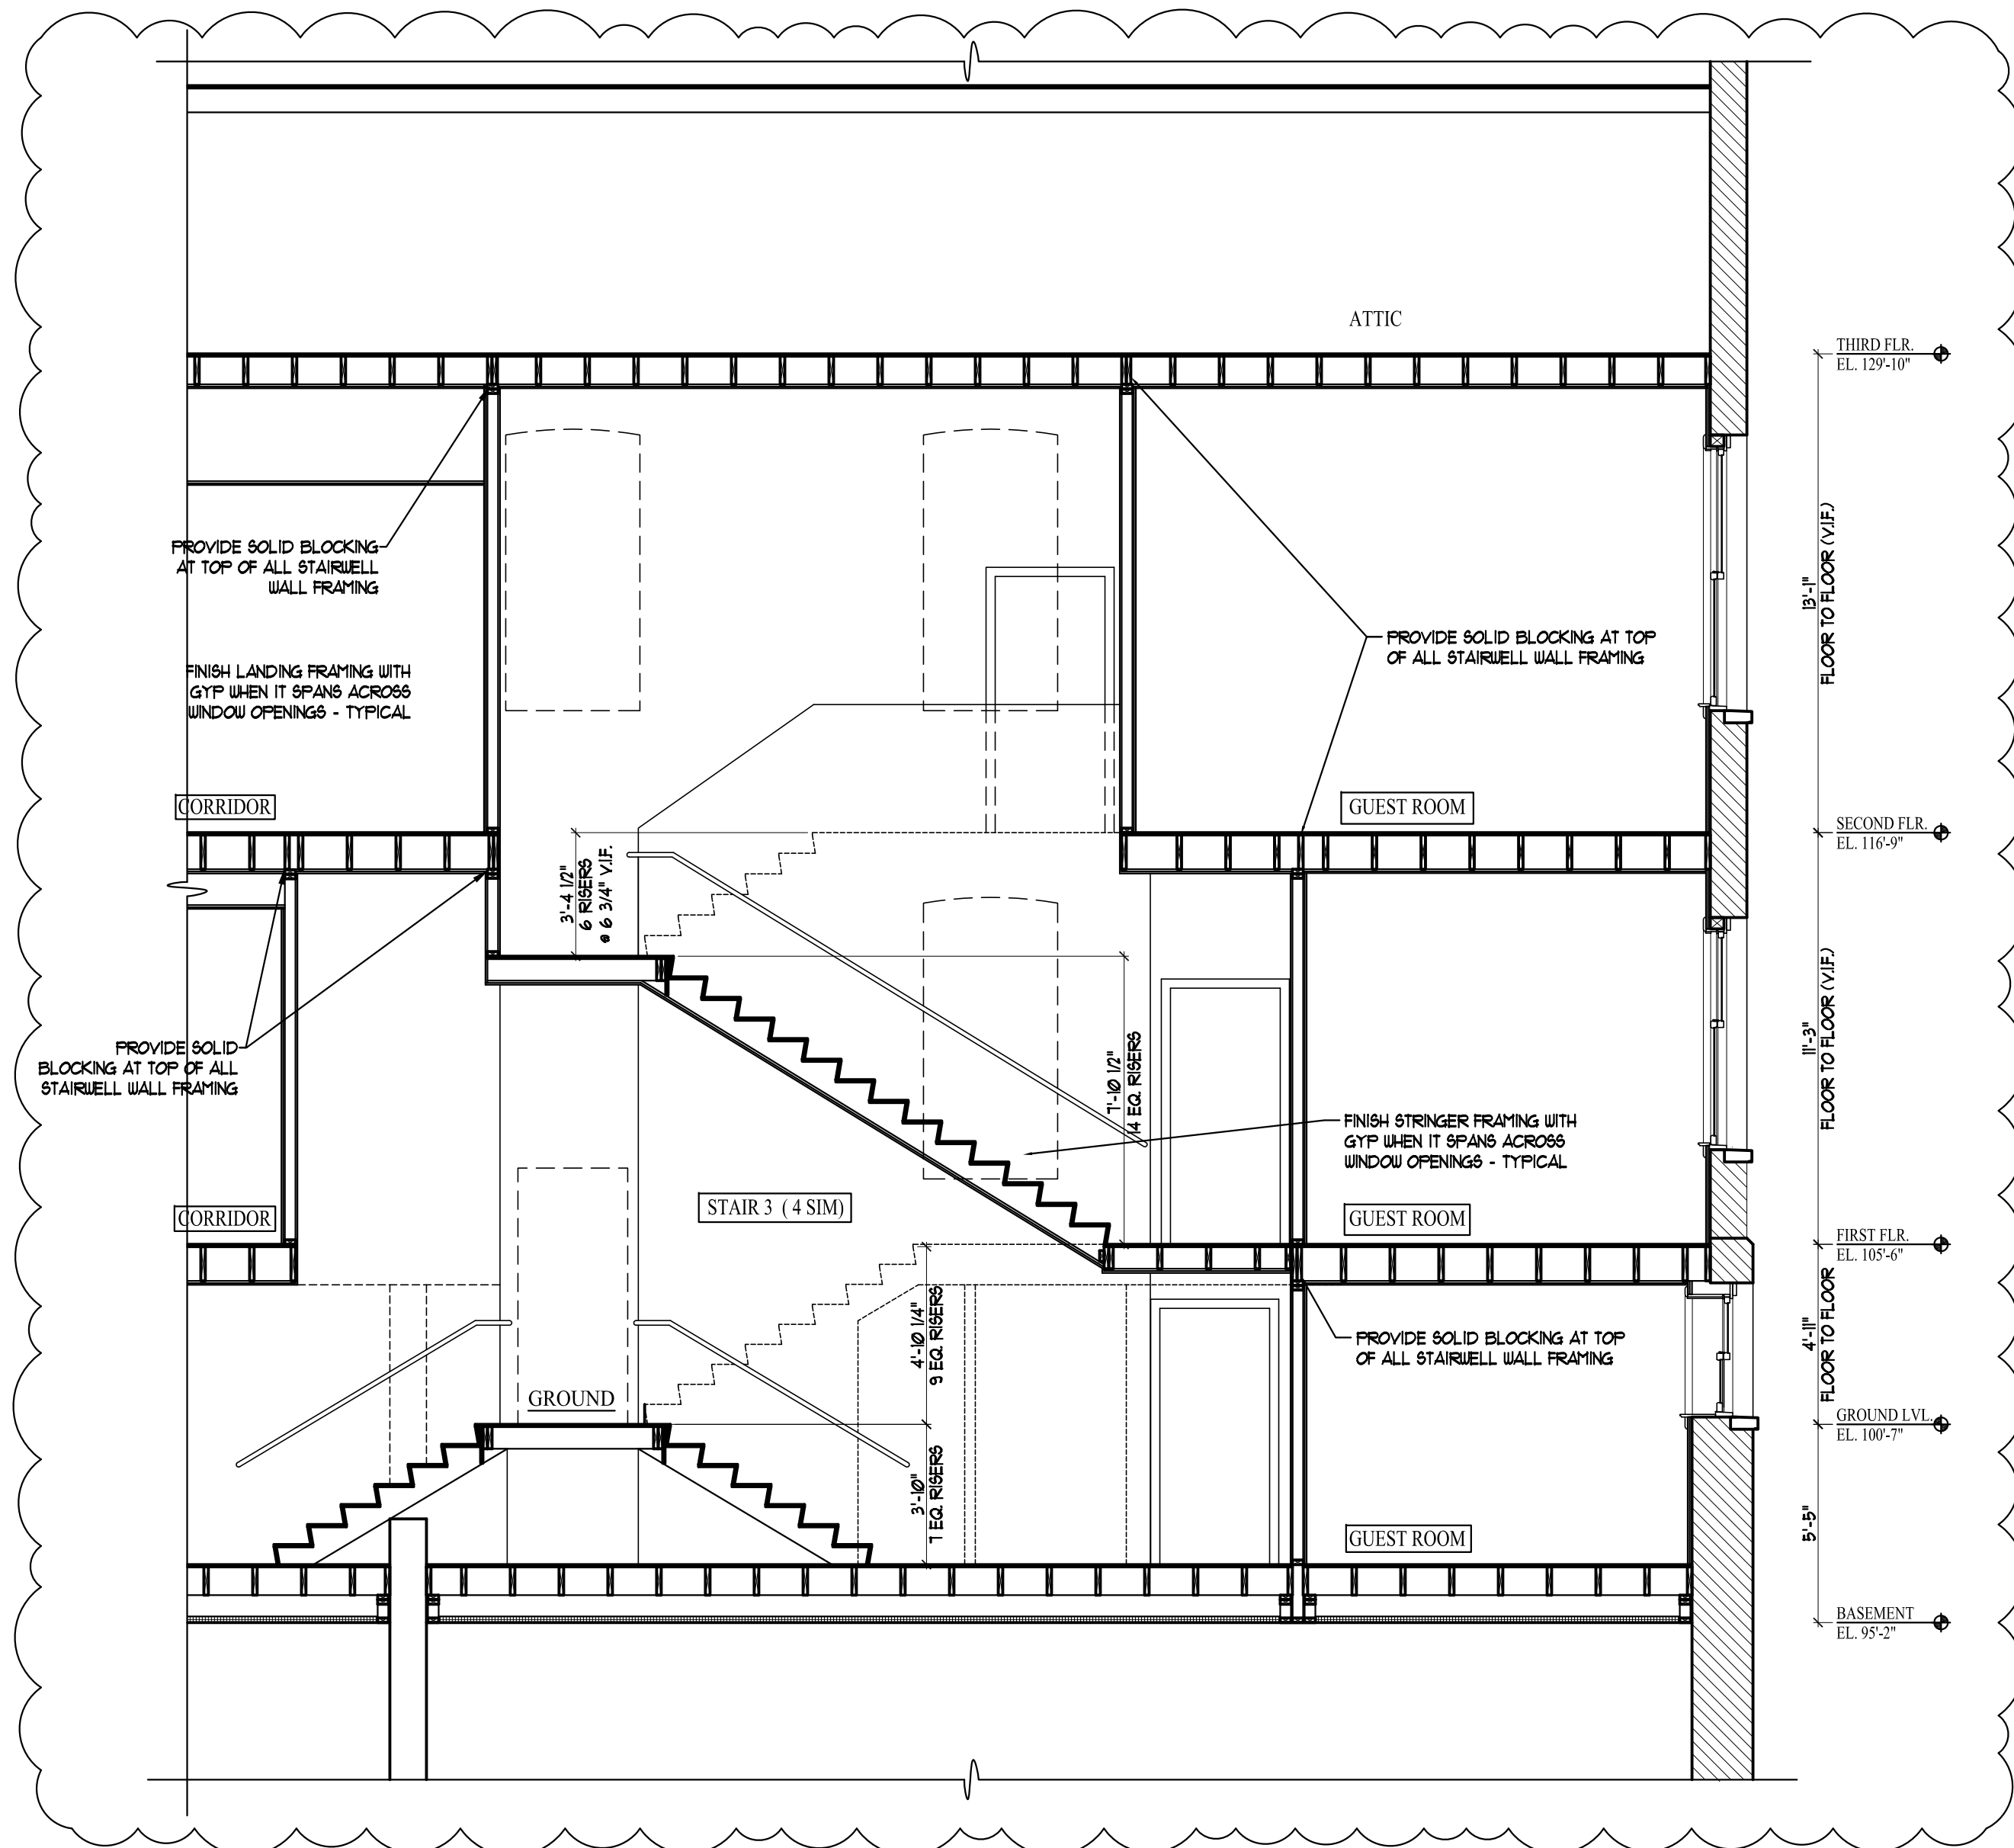 ATTIC
THIRD FLR.
EL. 129'-10"
PROVIDE SOLID BLOCKING
AT TOP OF ALL STAIRWELL
WALL FRAMING
13'-1"
FLOOR TO FLOOR (V.I.F.)
PROVIDE SOLID BLOCKING AT TOP
OF ALL STAIRWELL WALL FRAMING
FINISH LANDING FRAMING WITH
GYP WHEN IT SPANS ACROSS
WINDOW OPENINGS - TYPICAL
CORRIDOR
GUEST ROOM
SECOND FLR.
EL. 116'-9"
3'-4 1/2"
6 RISERS
@ 6 3/4" V.I.F.
PROVIDE SOLID
BLOCKING AT TOP OF ALL
STAIRWELL WALL FRAMING
7'-10 1/2"
14 EQ. RISERS
11'-3"
FLOOR TO FLOOR (V.I.F.)
FINISH STRINGER FRAMING WITH
GYP WHEN IT SPANS ACROSS
WINDOW OPENINGS - TYPICAL
CORRIDOR
STAIR 3 ( 4 SIM)
GUEST ROOM
FIRST FLR.
EL. 105'-6"
4'-10 1/4"
9 EQ. RISERS
4'-11"
FLOOR TO FLOOR
PROVIDE SOLID BLOCKING AT TOP
OF ALL STAIRWELL WALL FRAMING
GROUND
GROUND LVL.
EL. 100'-7"
3'-10"
7 EQ. RISERS
5'-5"
GUEST ROOM
BASEMENT
EL. 95'-2"